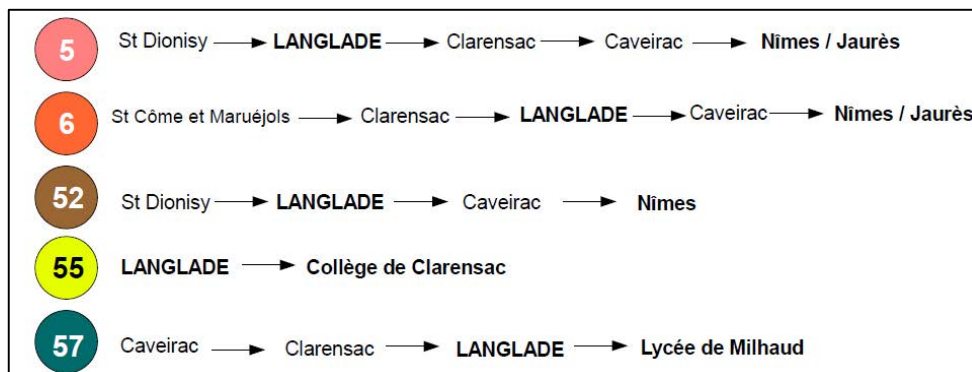 5 St Dionisy LANGLADE Clarensac Caveirac Nîmes / Jaurès
6 St Côme et Maruéjols Clarensac LANGLADE Caveirac Nîmes / Jaurès
52 St Dionisy LANGLADE Caveirac Nîmes
55 LANGLADE Collège de Clarensac
57 Caveirac Clarensac LANGLADE Lycée de Milhaud